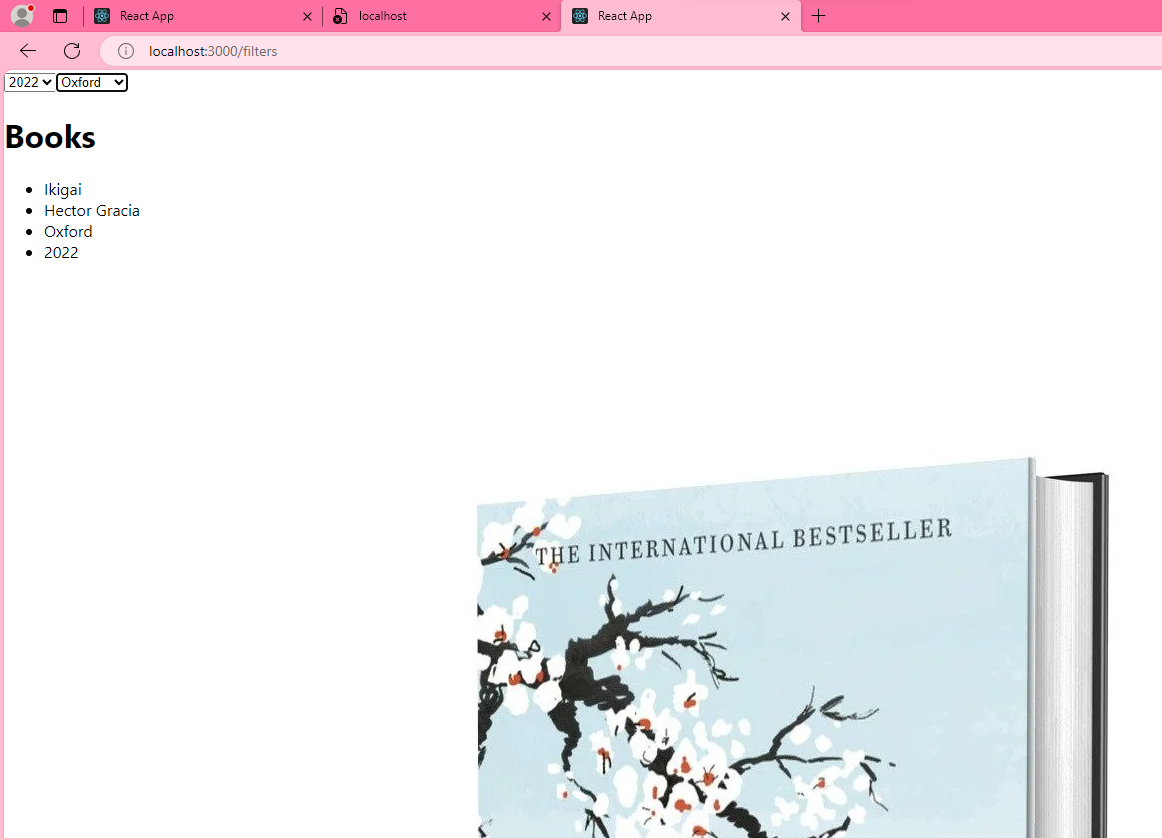 React App
localhost
React App
localhost:3000/filters
2022 Oxford
Books
Ikigai
Hector Gracia
Oxford
2022
THE INTERNATIONAL BESTSELLER